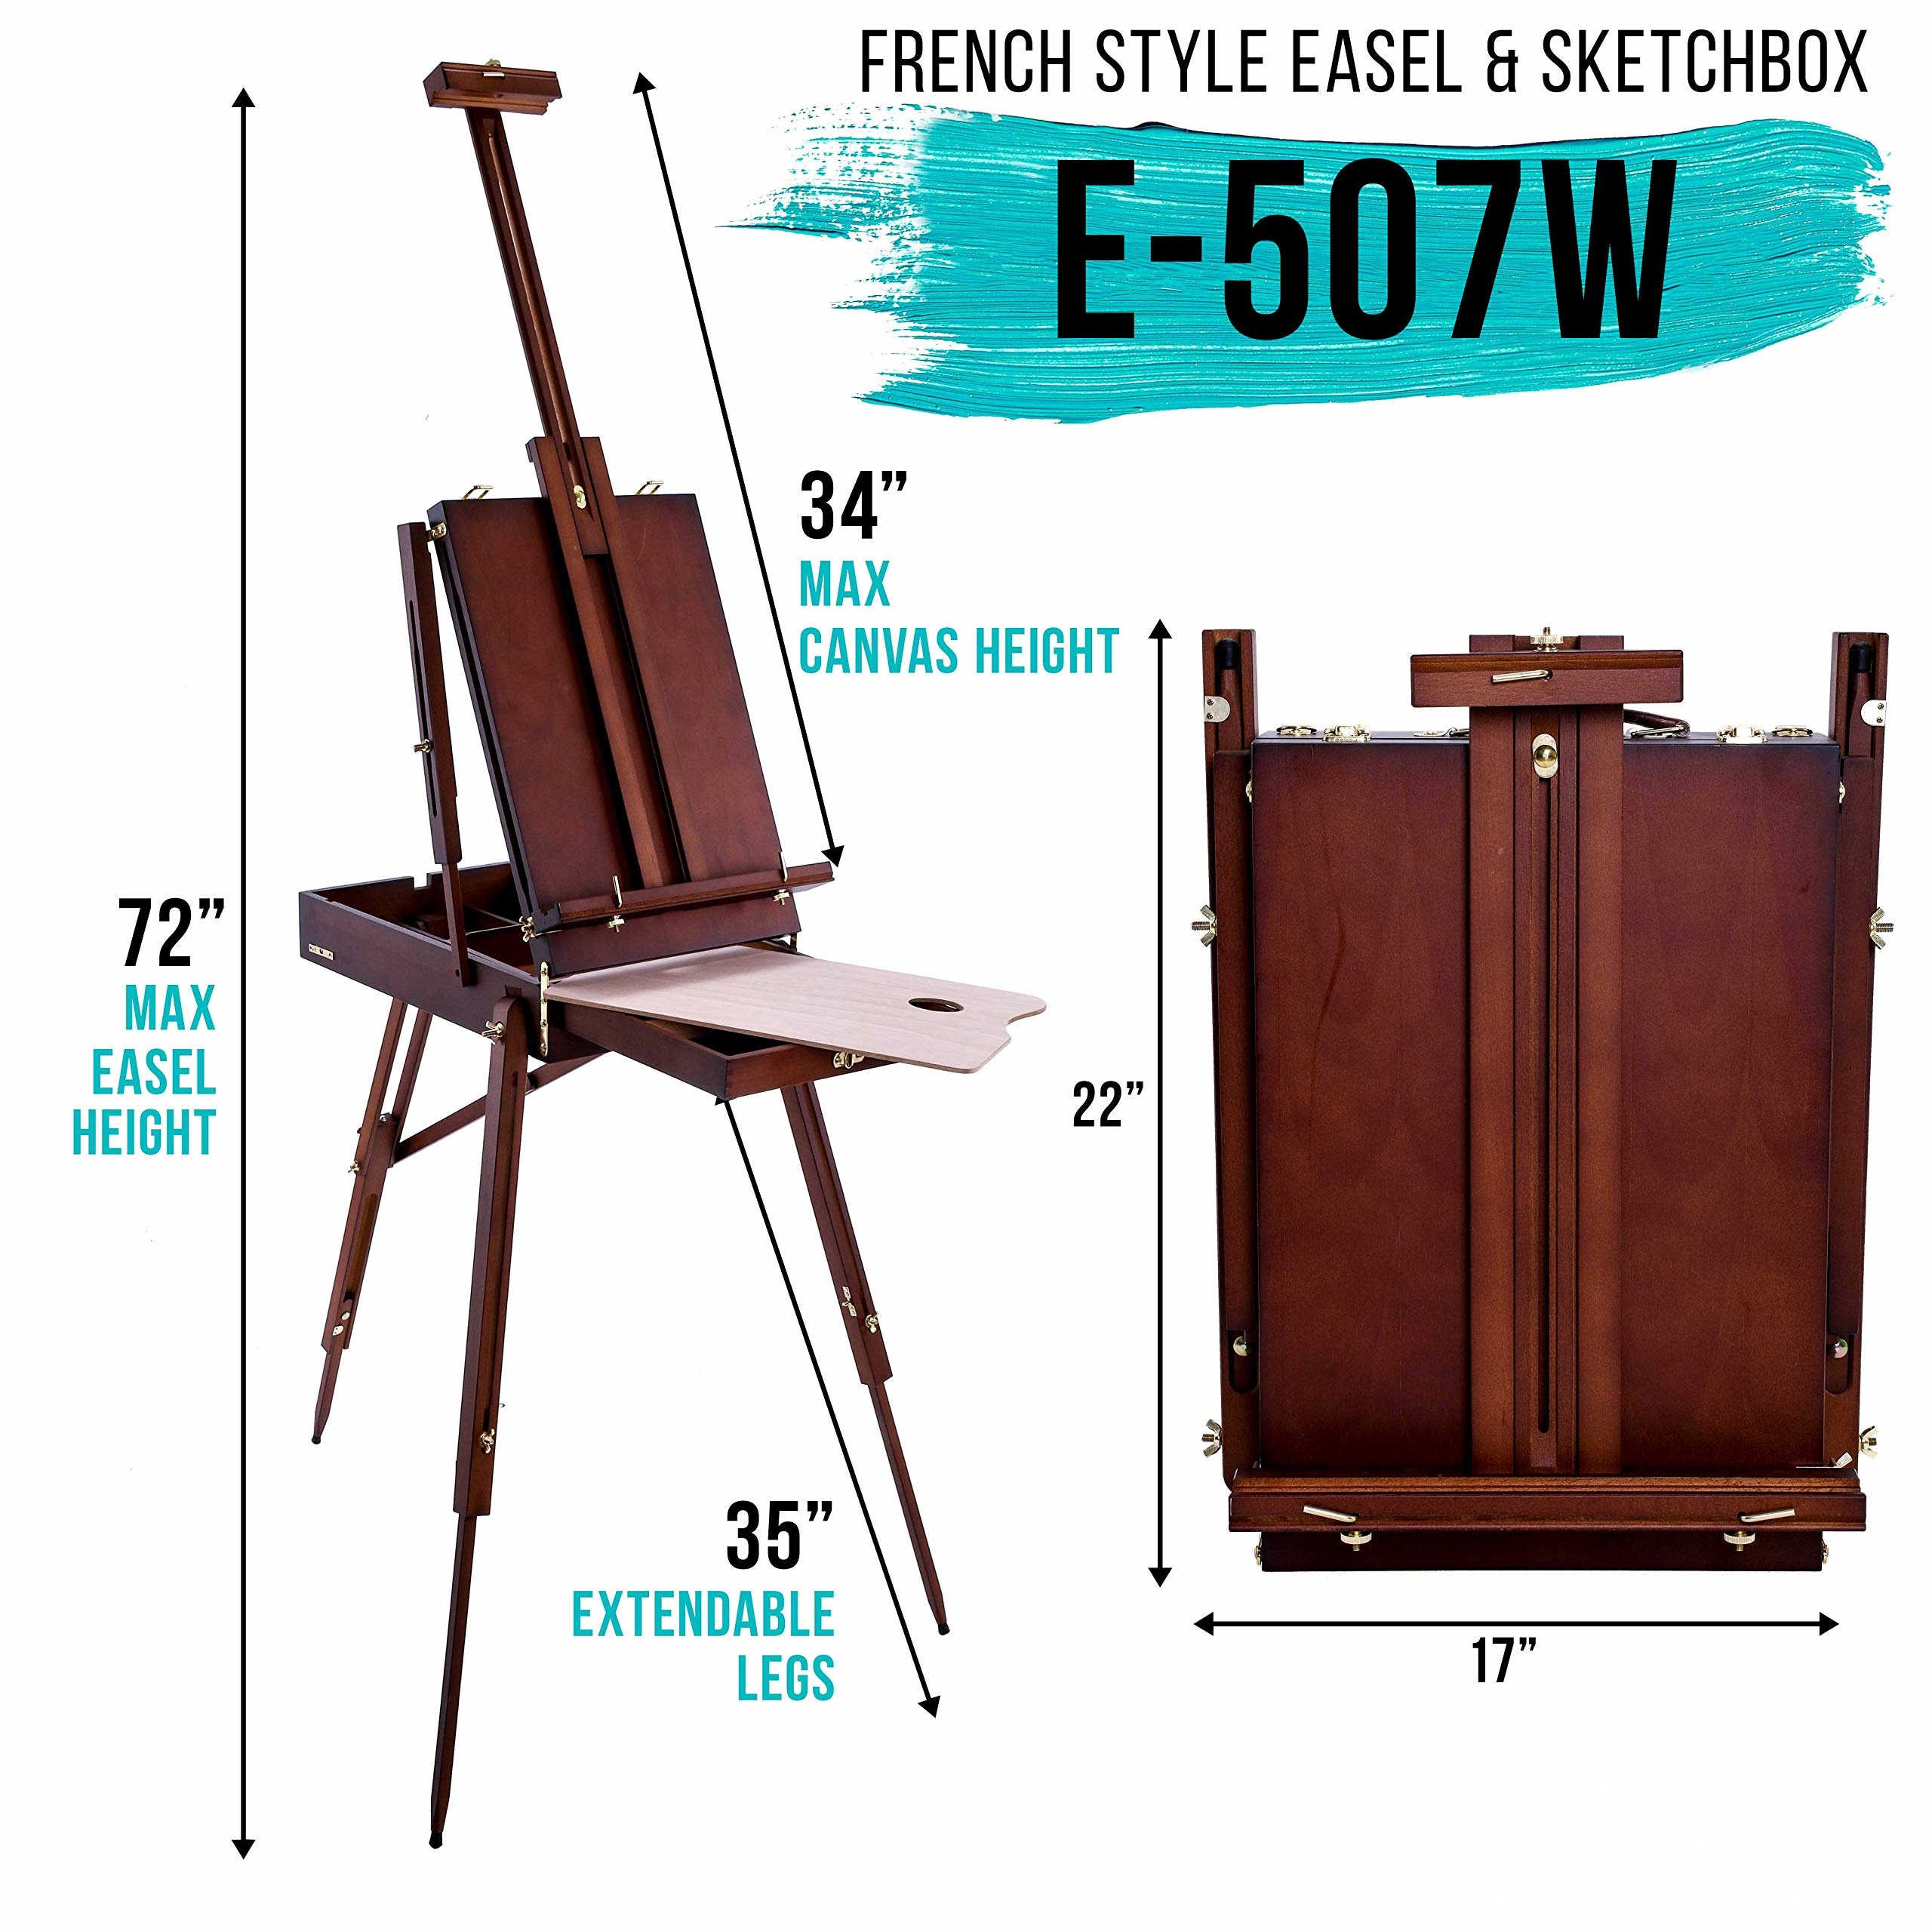 FRENCH STYLE EASEL & SKETCHBOX
E-507W
34”
MAX
CANVAS HEIGHT
72”
MAX
EASEL
HEIGHT
22”
35”
EXTENDABLE
LEGS
17”